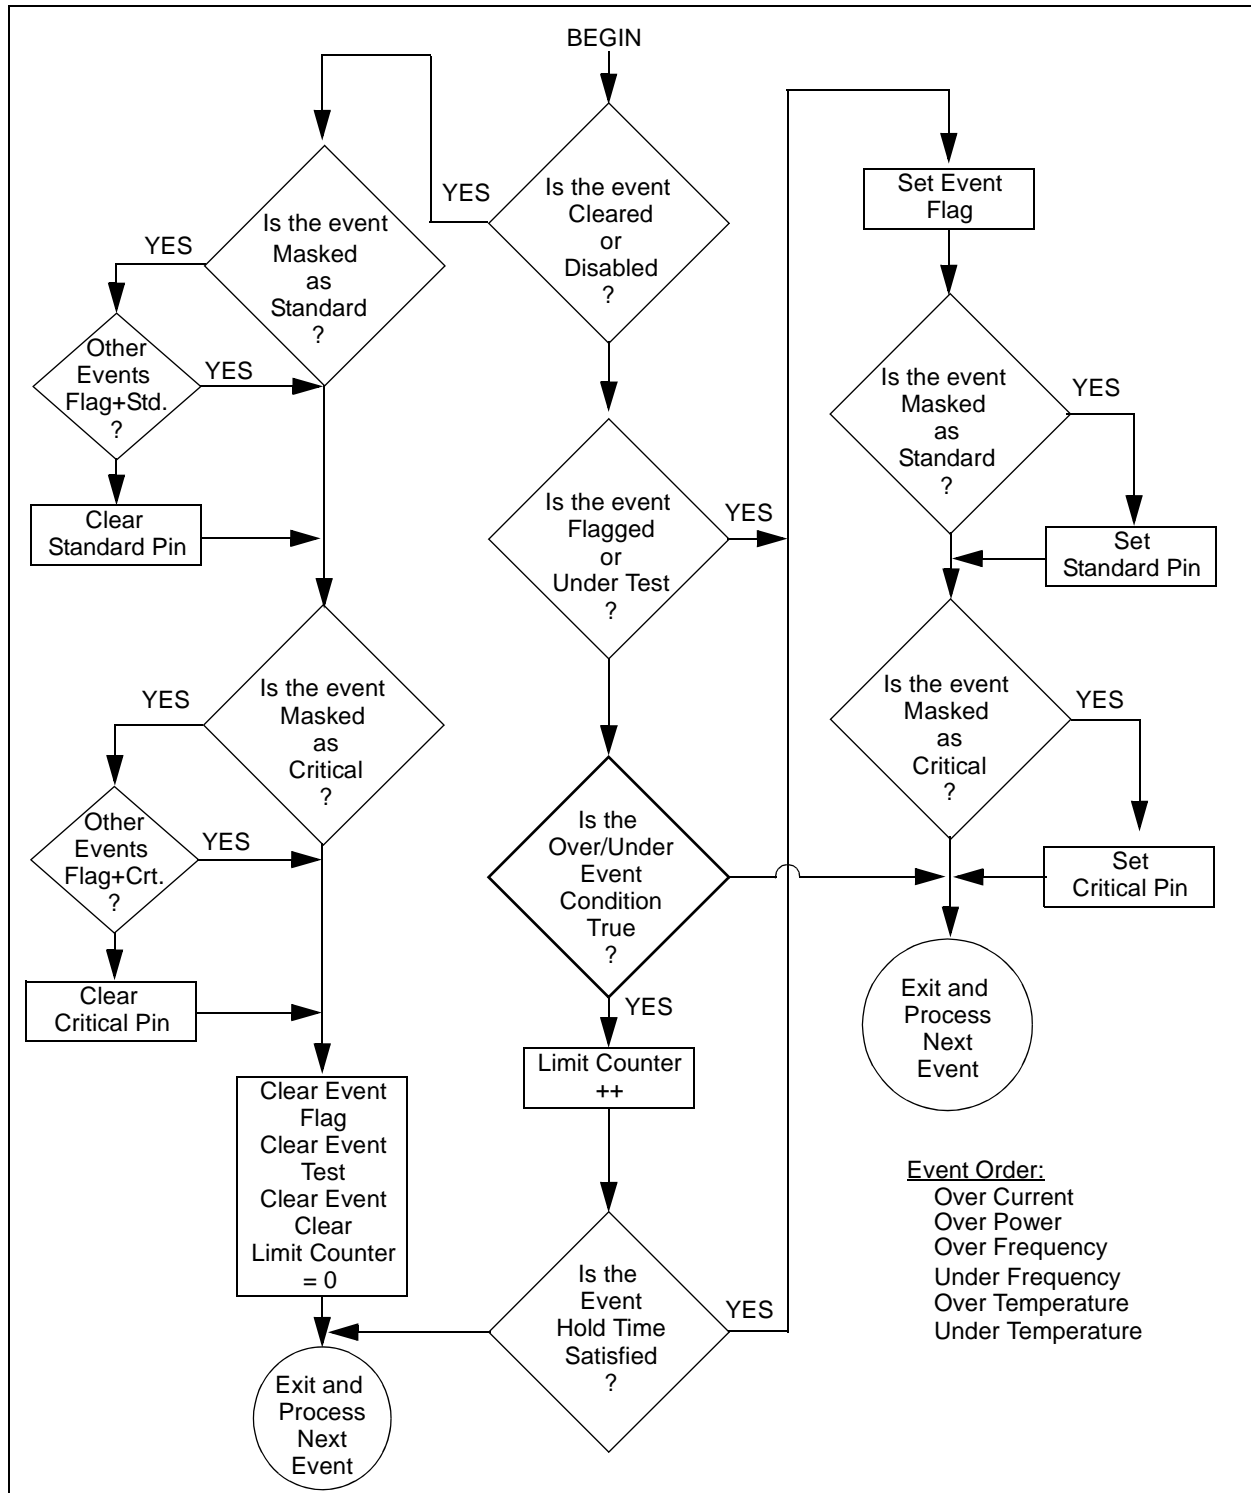 BEGIN
Is the event
Cleared
or
Disabled
?
YES
Is the event
Masked
as
Standard
?
YES
Other
Events
Flag+Std.
?
YES
Clear
Standard Pin
Is the event
Masked
as
Critical
?
YES
Other
Events
Flag+Crt.
?
YES
Clear
Critical Pin
Clear Event
Flag
Clear Event
Test
Clear Event
Clear
Limit Counter
= 0
Exit and
Process
Next
Event
Is the event
Flagged
or
Under Test
?
YES
Is the
Over/Under
Event
Condition
True
?
YES
Limit Counter
++
Is the
Event
Hold Time
Satisfied
?
YES
Set Event
Flag
Is the event
Masked
as
Standard
?
YES
Set
Standard Pin
Is the event
Masked
as
Critical
?
YES
Set
Critical Pin
Exit and
Process
Next
Event
Event Order:
Over Current
Over Power
Over Frequency
Under Frequency
Over Temperature
Under Temperature